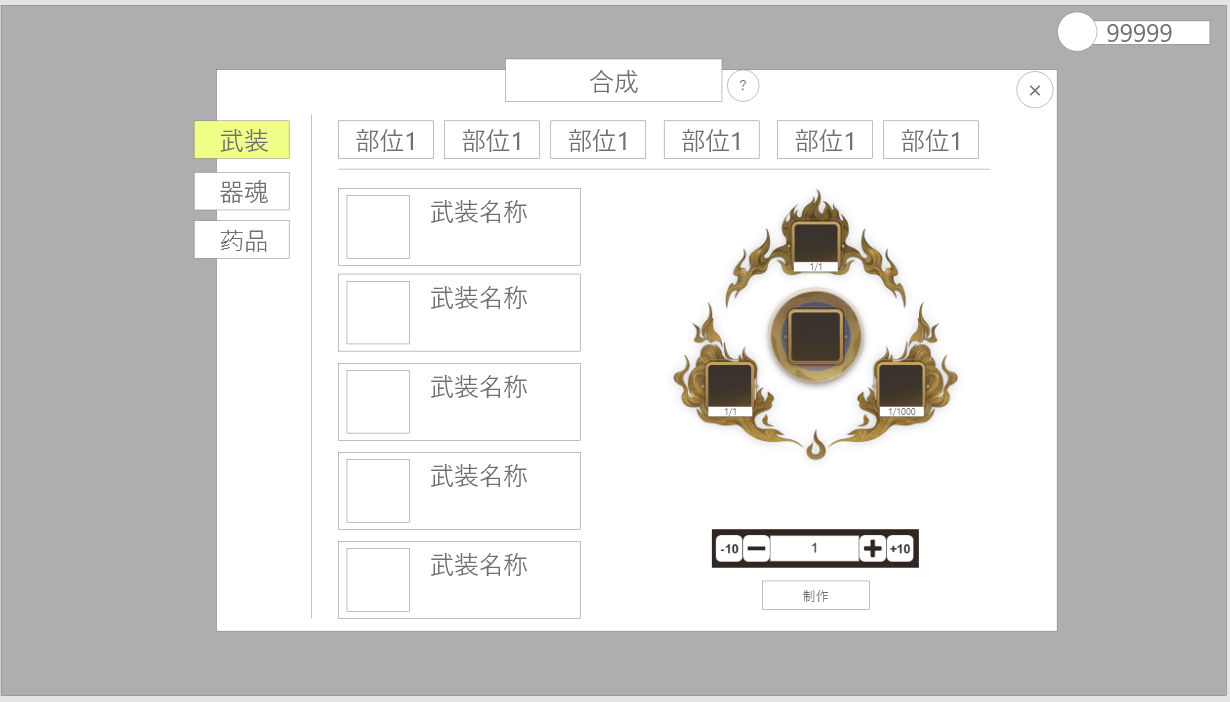 99999
合成
?
×
武装
器魂
药品
部位1 部位1 部位1 部位1 部位1 部位1
武装名称
武装名称
武装名称
武装名称
武装名称
1/1
1/1
1/1000
-10 − 1 + +10
制作